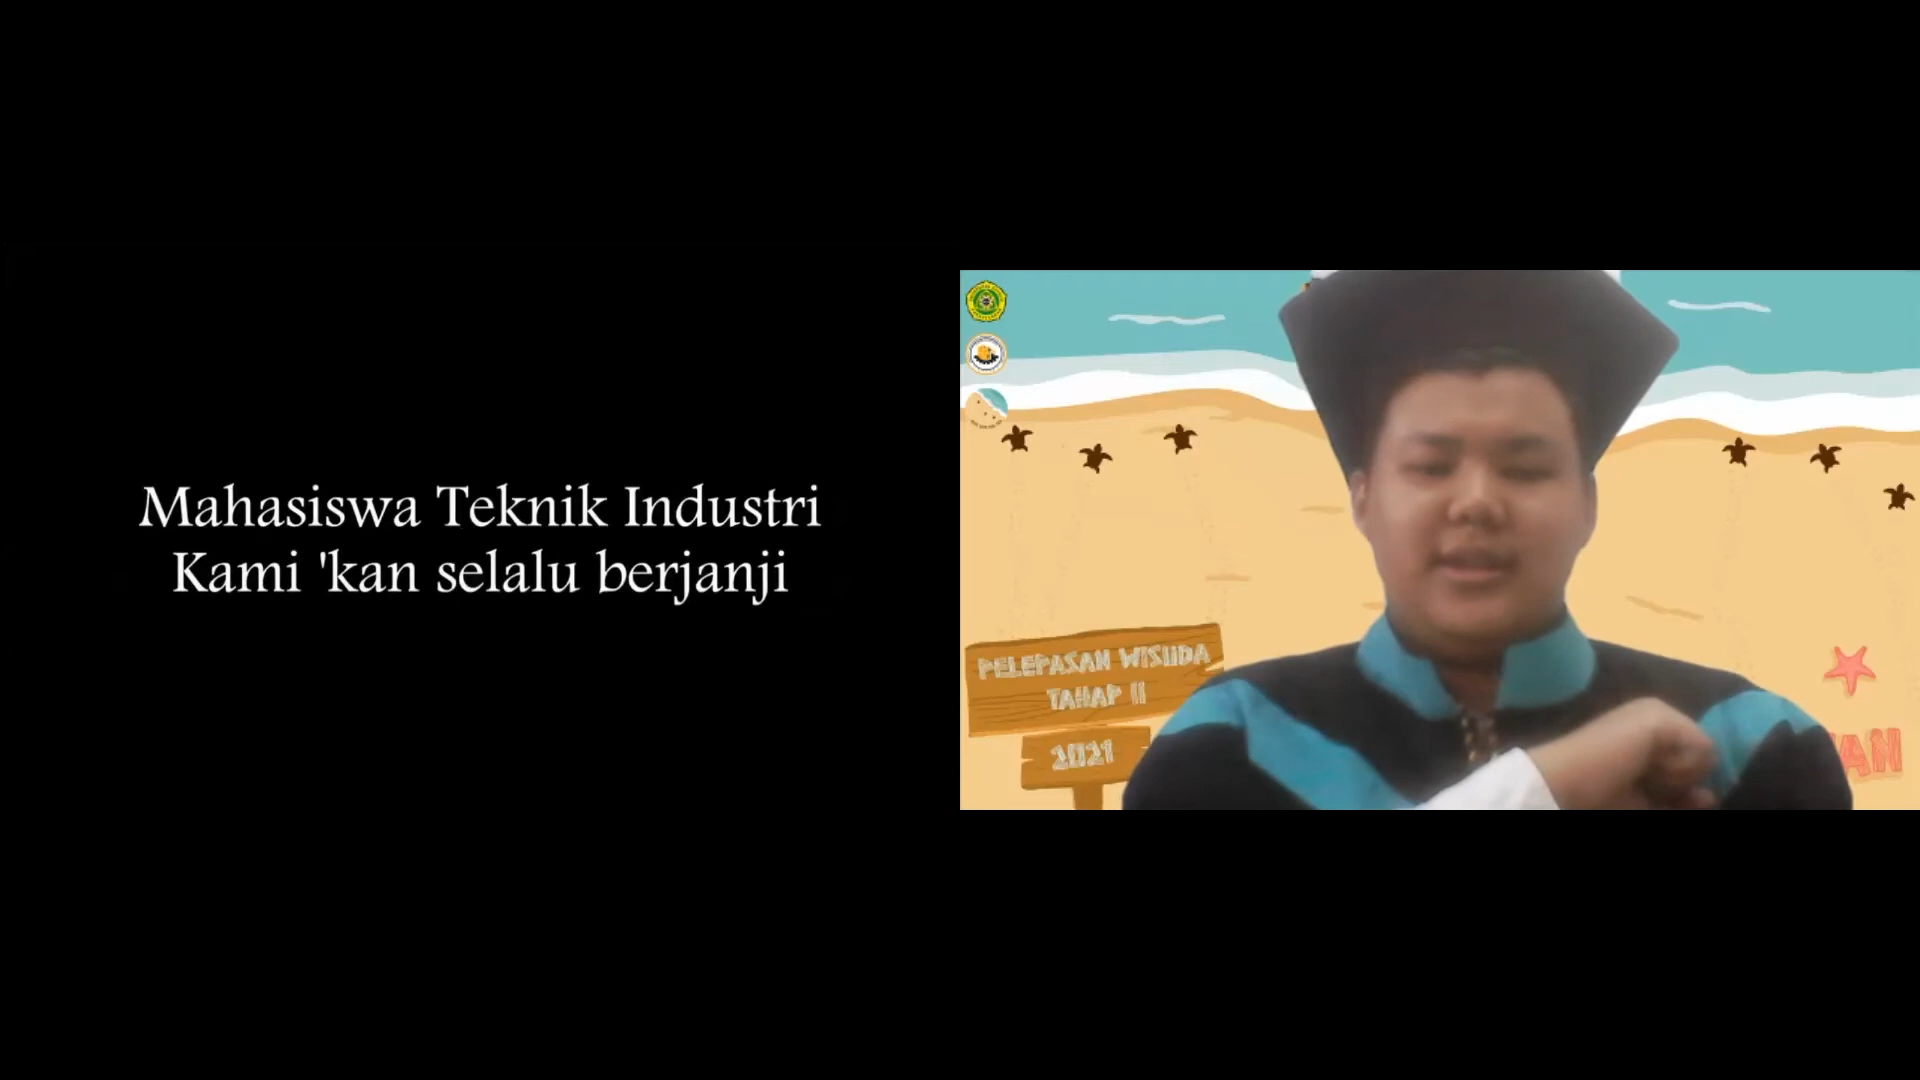 Mahasiswa Teknik Industri
Kami 'kan selalu berjanji
PELEPASAN WISUDA
TAHAP II
2021
AN